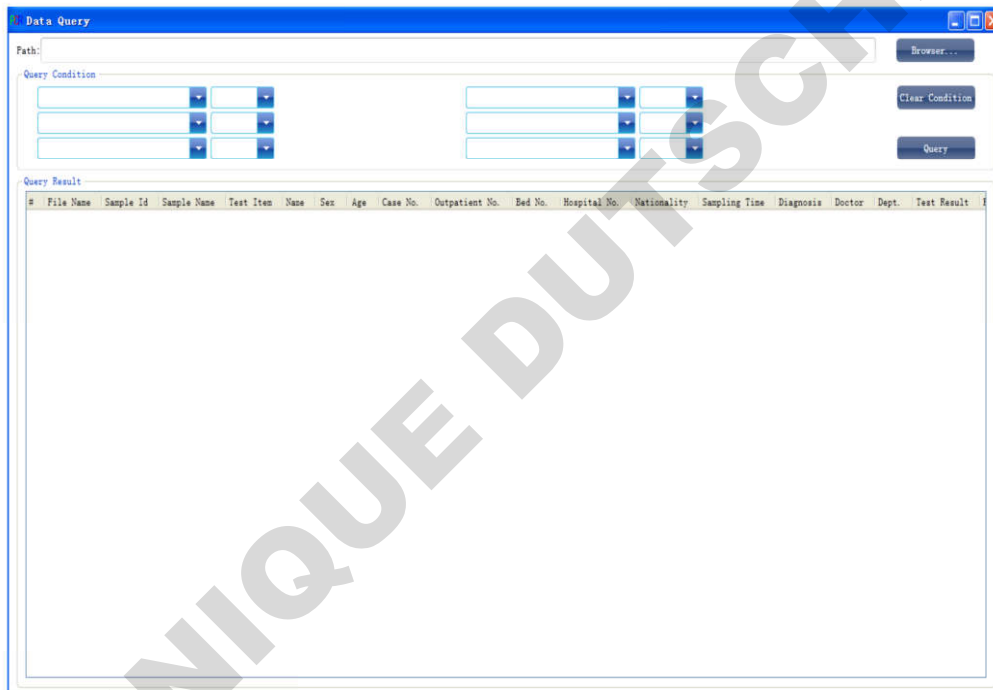 Data Query
Path:
Browser...
Query Condition
Clear Condition
Query
Query Result
# File Name Sample Id Sample Name Test Item Name Sex Age Case No. Outpatient No. Bed No. Hospital No. Nationality Sampling Time Diagnosis Doctor Dept. Test Result
NIQUE DUTSCH